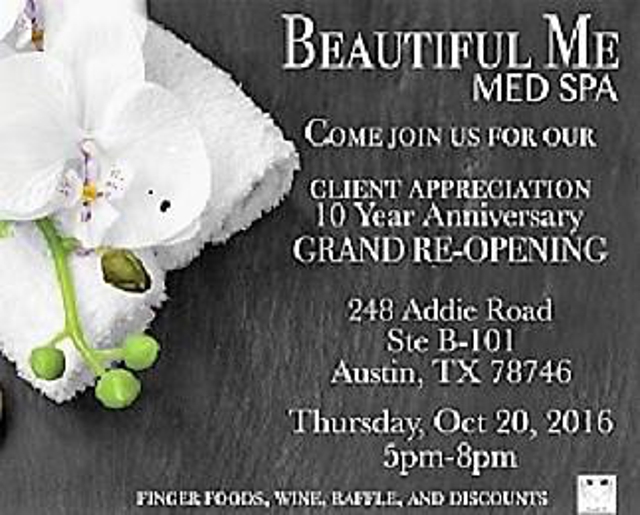 BEAUTIFUL ME
MED SPA
COME JOIN US FOR OUR
CLIENT APPRECIATION
10 Year Anniversary
GRAND RE-OPENING
248 Addie Road
Ste B-101
Austin, TX 78746
Thursday, Oct 20, 2016
5pm-8pm
FINGER FOODS, WINE, RAFFLE, AND DISCOUNTS